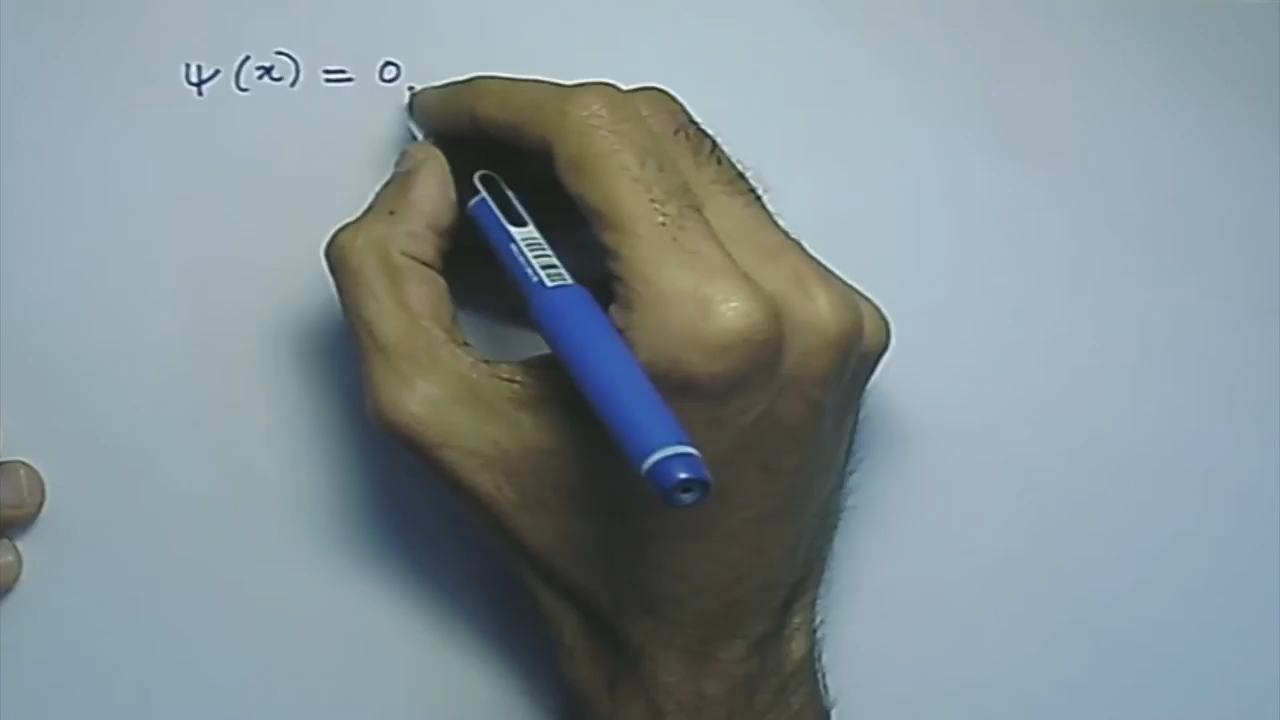 ψ(x) = 0.